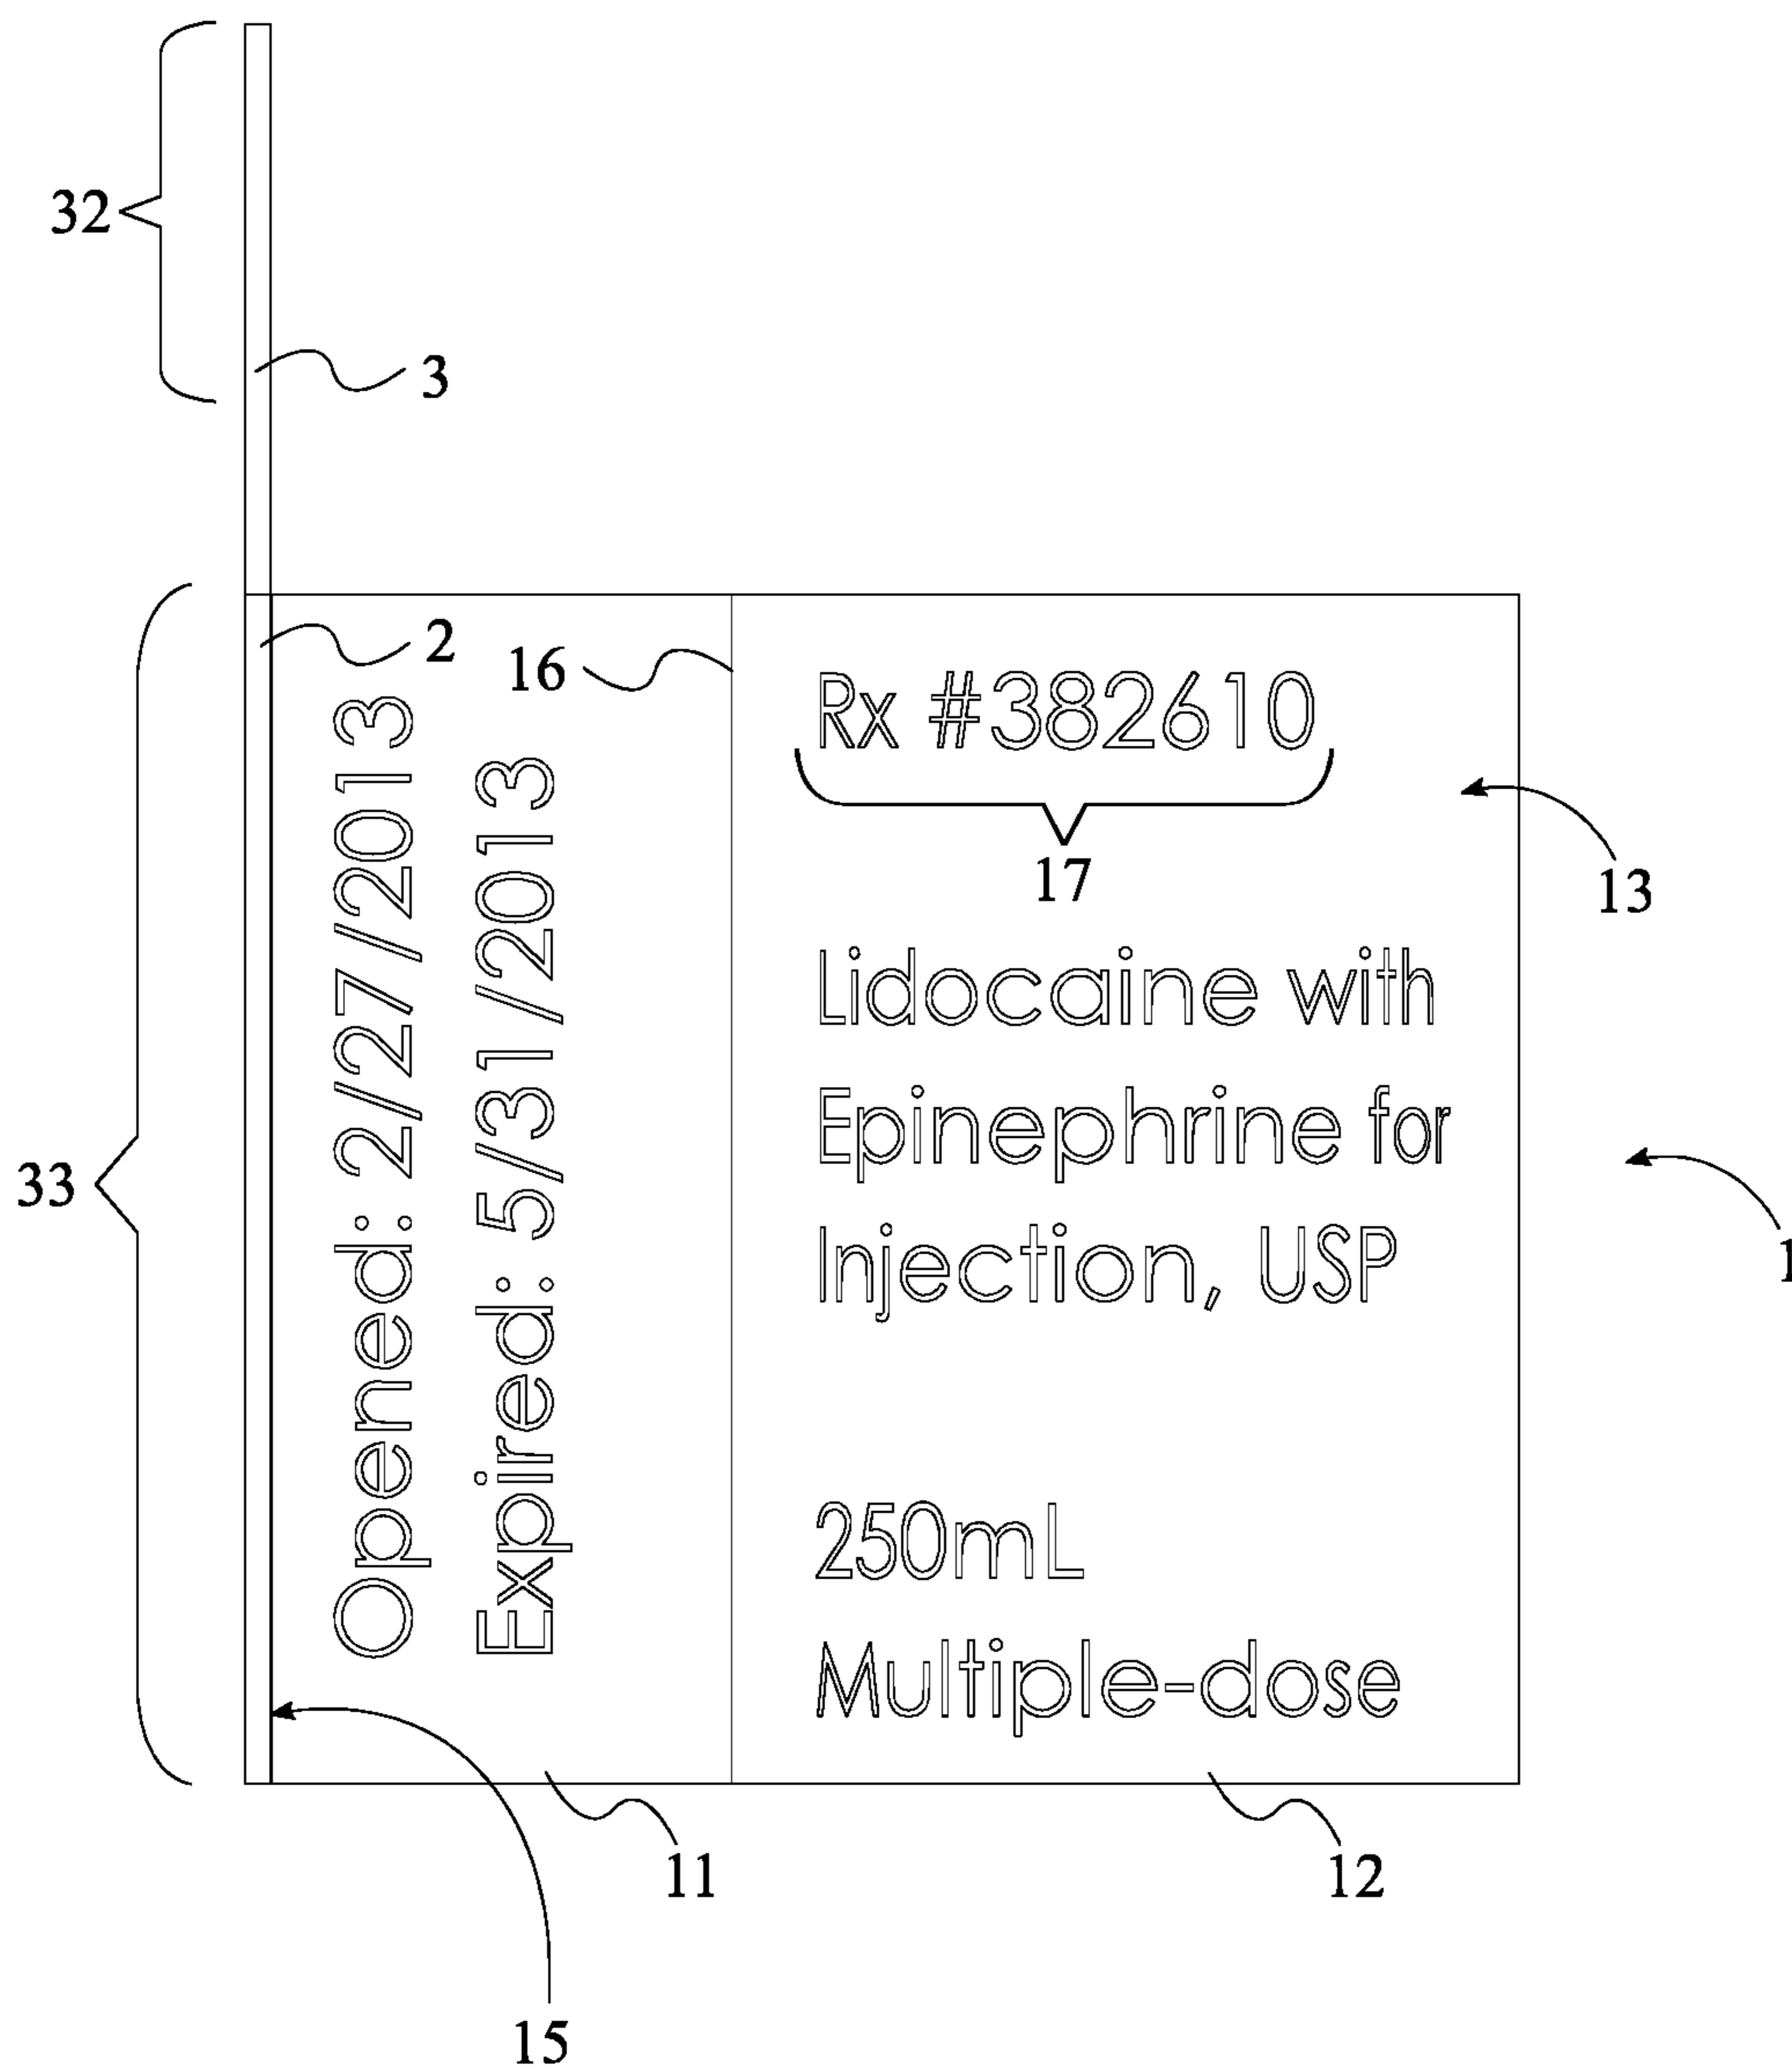 32
3
2
16
Rx #382610
17
13
Opened: 2/27/2013
Expired: 5/31/2013
Lidocaine with
Epinephrine for
Injection, USP
1
33
250mL
Multiple-dose
11
12
15